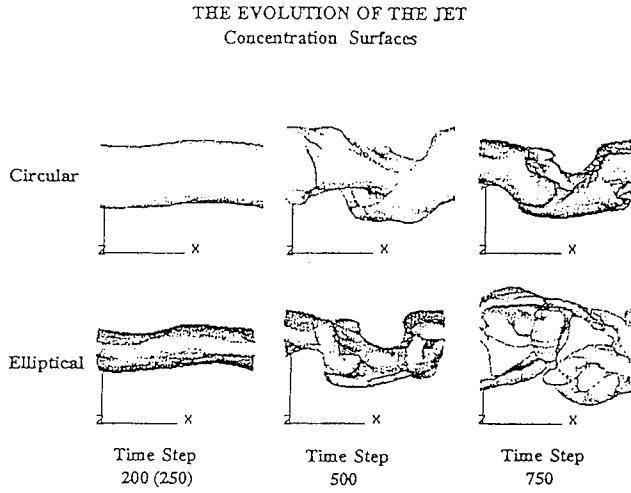 THE EVOLUTION OF THE JET
Concentration Surfaces
Circular
Z X
Z X
Z X
Elliptical
Z X
Z X
Z X
Time Step
200 (250)
Time Step
500
Time Step
750